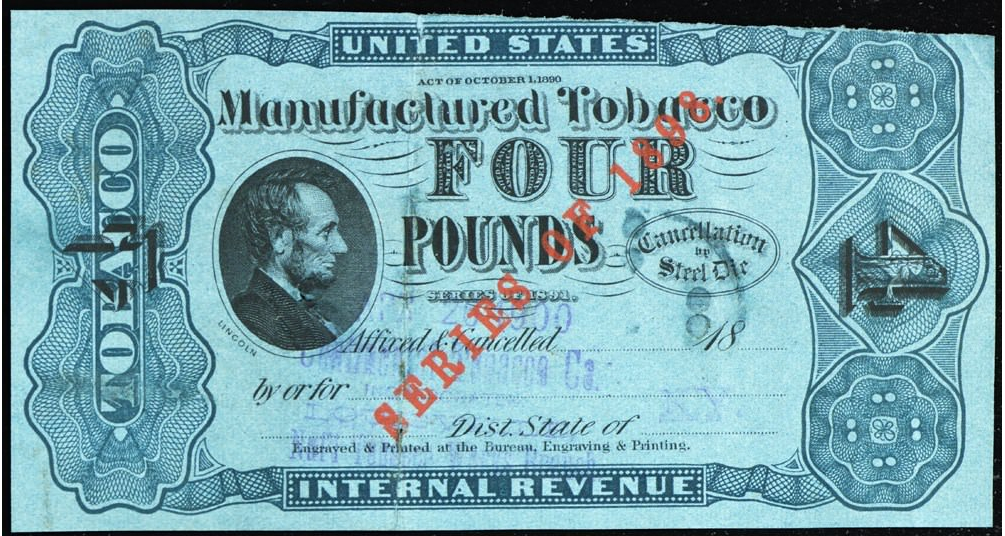 UNITED STATES
ACT OF OCTOBER 1, 1890
Manufactured Tobacco
FOUR
POUNDS
Cancellation
by
Steel Die
SERIES OF 1891.
SERIES OF 1898.
LINCOLN
Affixed & Cancelled 18
by or for
Dist. State of
Engraved & Printed at the Bureau, Engraving & Printing.
INTERNAL REVENUE
TOBACCO
4
4